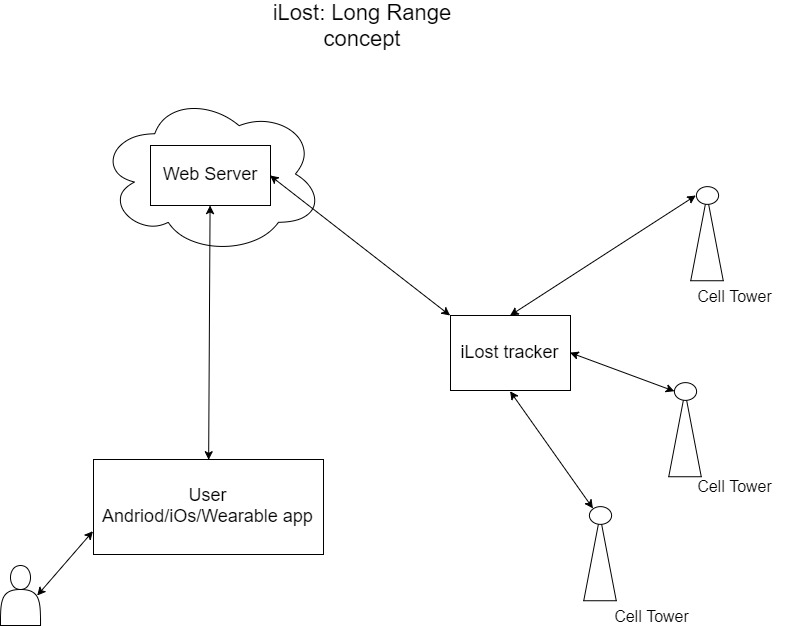 iLost: Long Range
concept
Web Server
Cell Tower
iLost tracker
Cell Tower
User
Andriod/iOs/Wearable app
Cell Tower